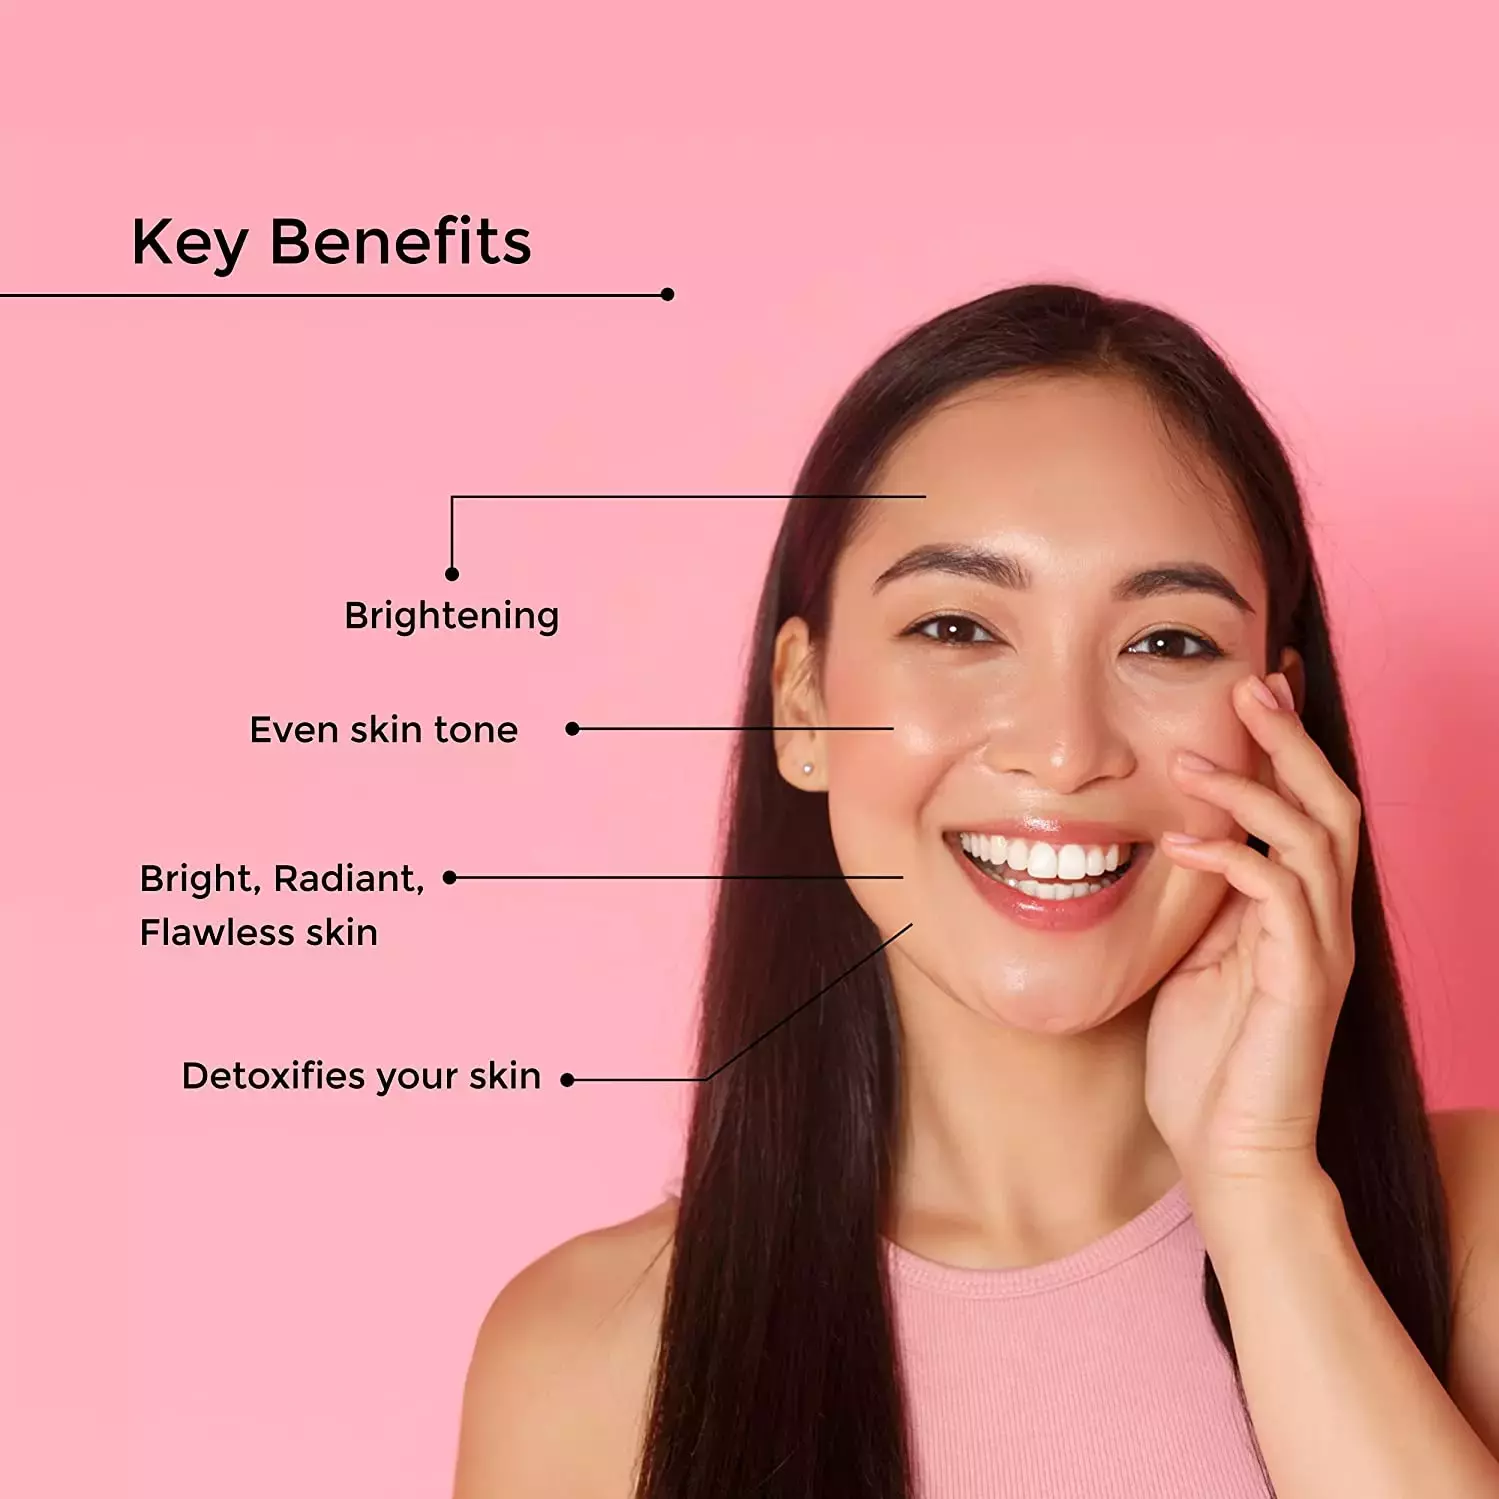 Key Benefits
Brightening
Even skin tone
Bright, Radiant,
Flawless skin
Detoxifies your skin